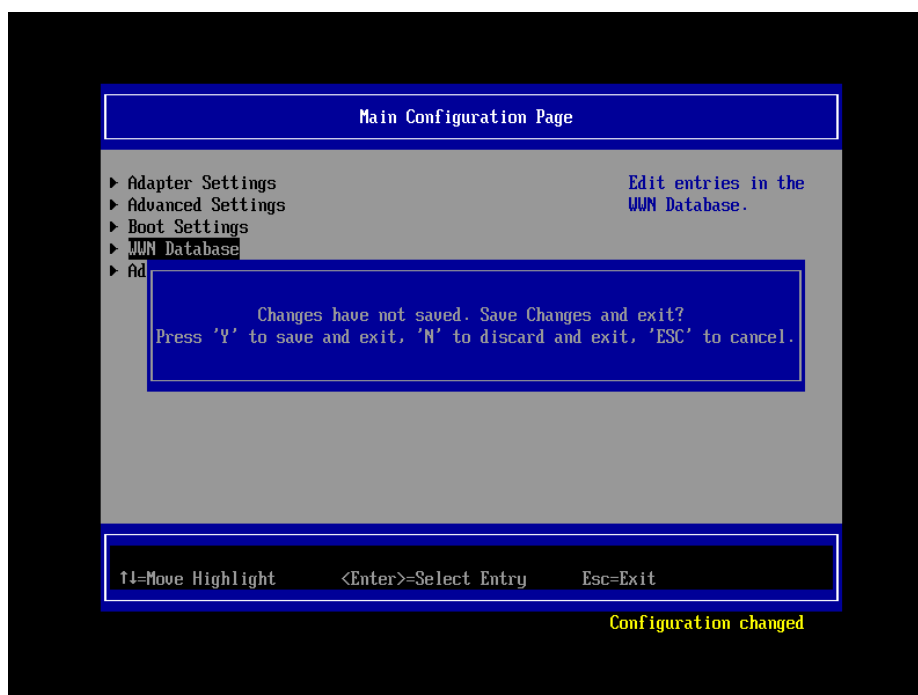 Main Configuration Page
► Adapter Settings
► Advanced Settings
► Boot Settings
► WWN Database
► Ad
Edit entries in the
WWN Database.
Changes have not saved. Save Changes and exit?
Press 'Y' to save and exit, 'N' to discard and exit, 'ESC' to cancel.
↑↓=Move Highlight <Enter>=Select Entry Esc=Exit
Configuration changed